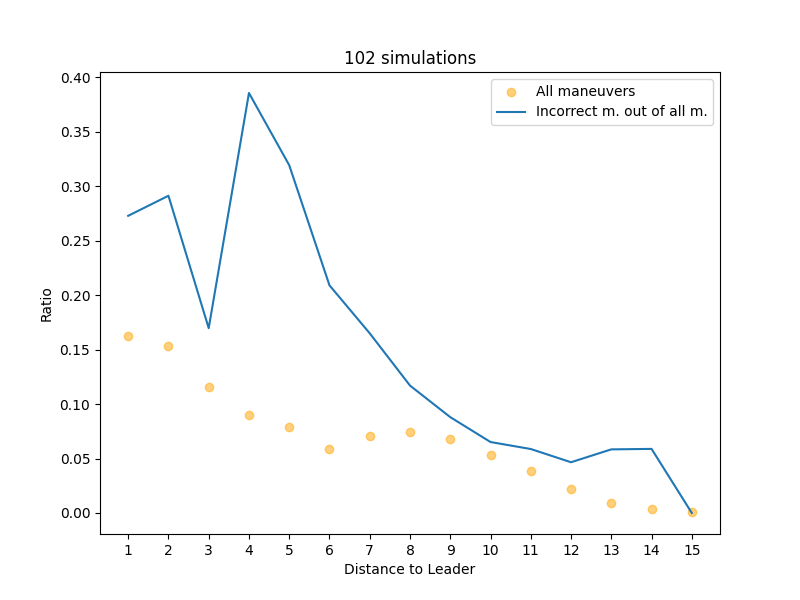 102 simulations
All maneuvers
Incorrect m. out of all m.
Ratio
0.40
0.35
0.30
0.25
0.20
0.15
0.10
0.05
0.00
1 2 3 4 5 6 7 8 9 10 11 12 13 14 15
Distance to Leader